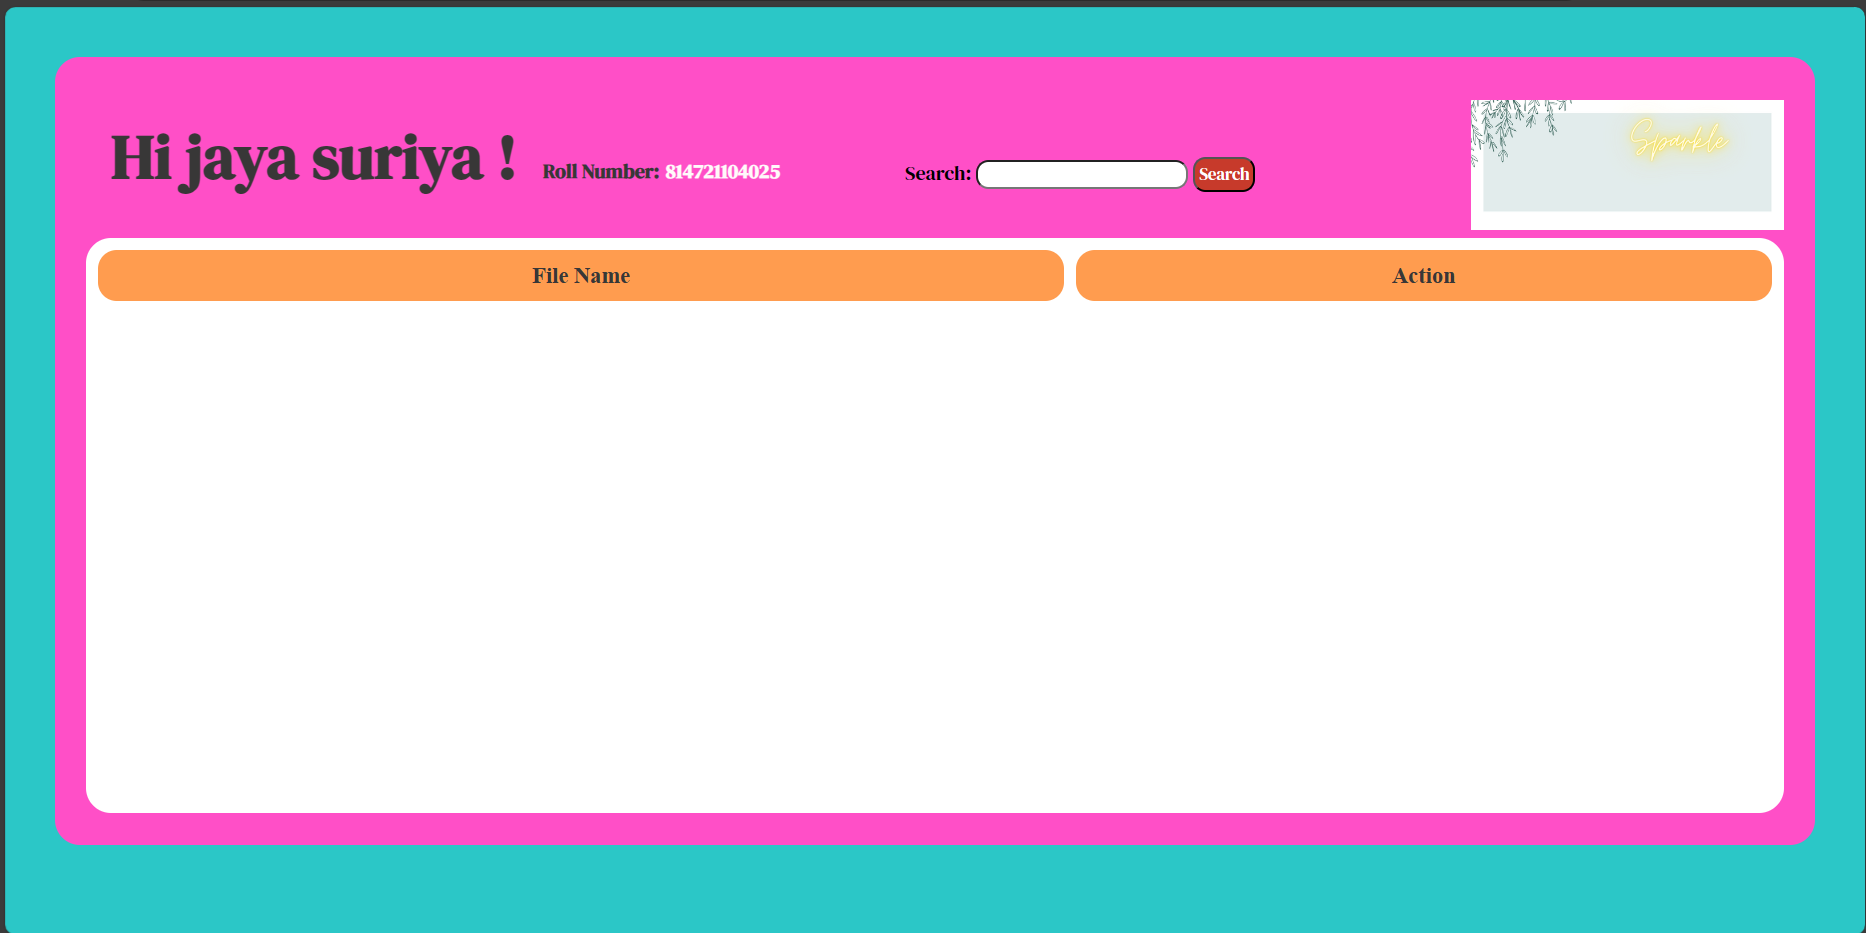 Hi jaya suriya !
Roll Number: 814721104025
Search:
Search
Sparkle
File Name
Action